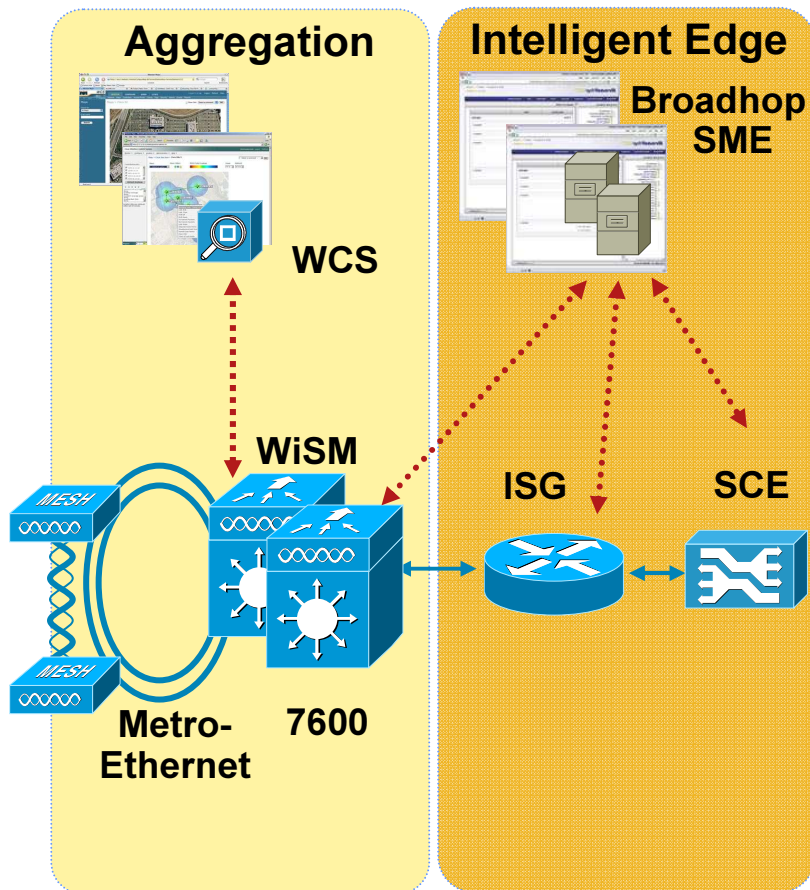 Aggregation
Intelligent Edge
Broadhop
SME
WCS
WiSM
ISG
SCE
MESH
MESH
Metro-
Ethernet
7600